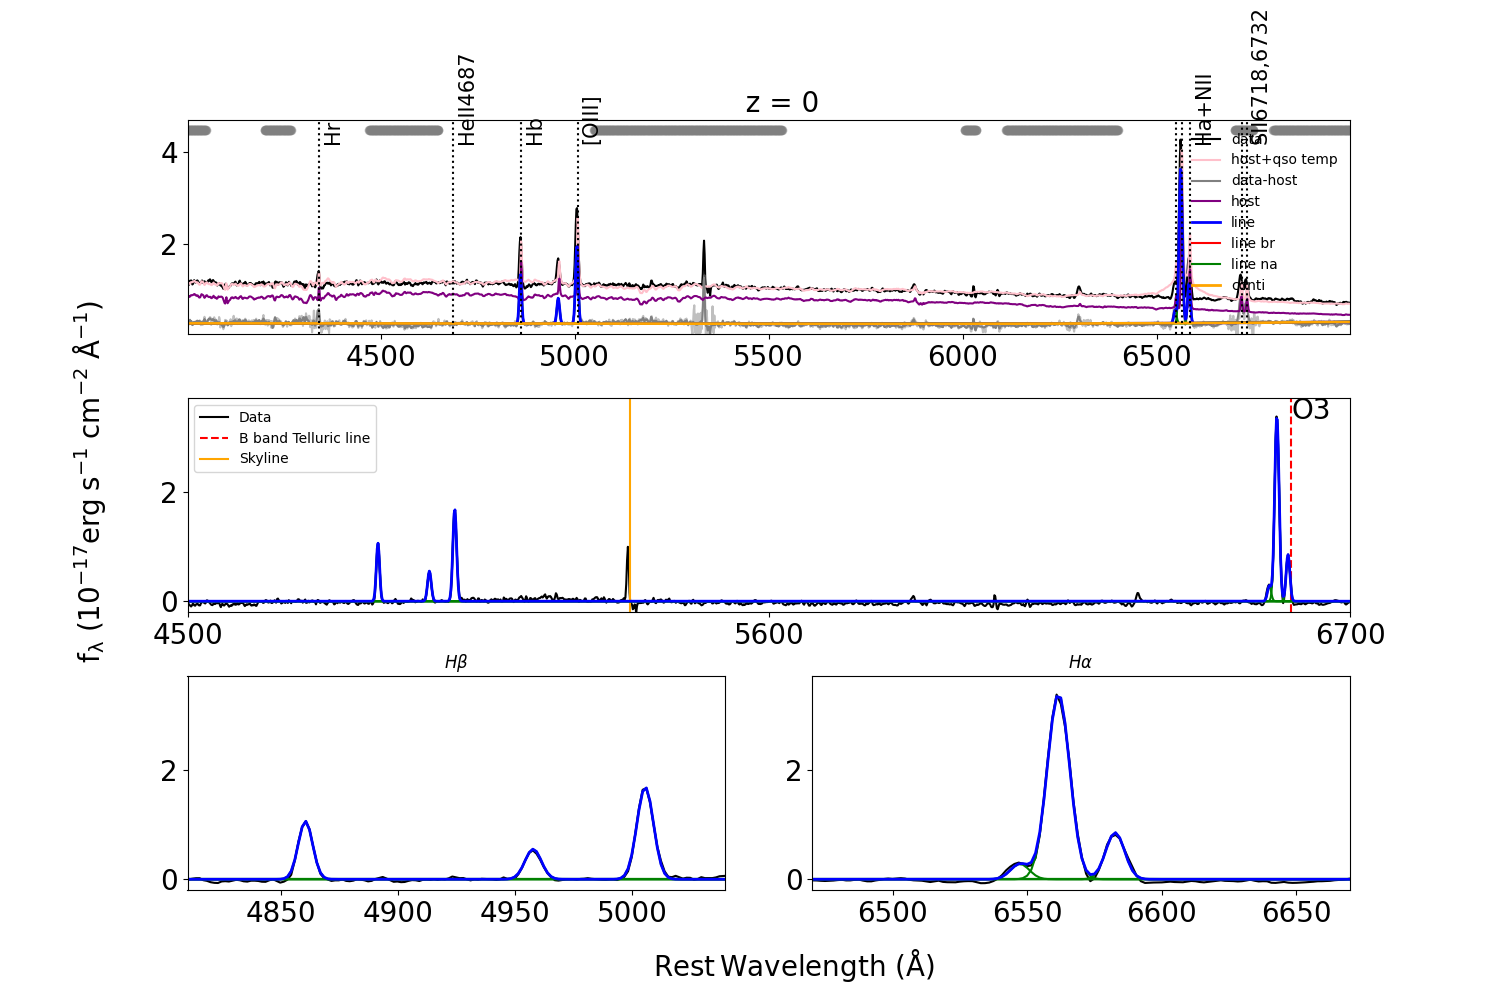 z = 0
Hr
HeII4687
Hb
[OIII]
Ha+NII
SII6718,6732
data
host+qso temp
data-host
host
line
line br
line na
conti
4
2
4500
5000
5500
6000
6500
fλ (10⁻¹⁷erg s⁻¹ cm⁻² Å⁻¹)
Data
B band Telluric line
Skyline
O3
2
0
4500
5600
6700
Hβ
Hα
2
0
4850
4900
4950
5000
2
0
6500
6550
6600
6650
Rest Wavelength (Å)